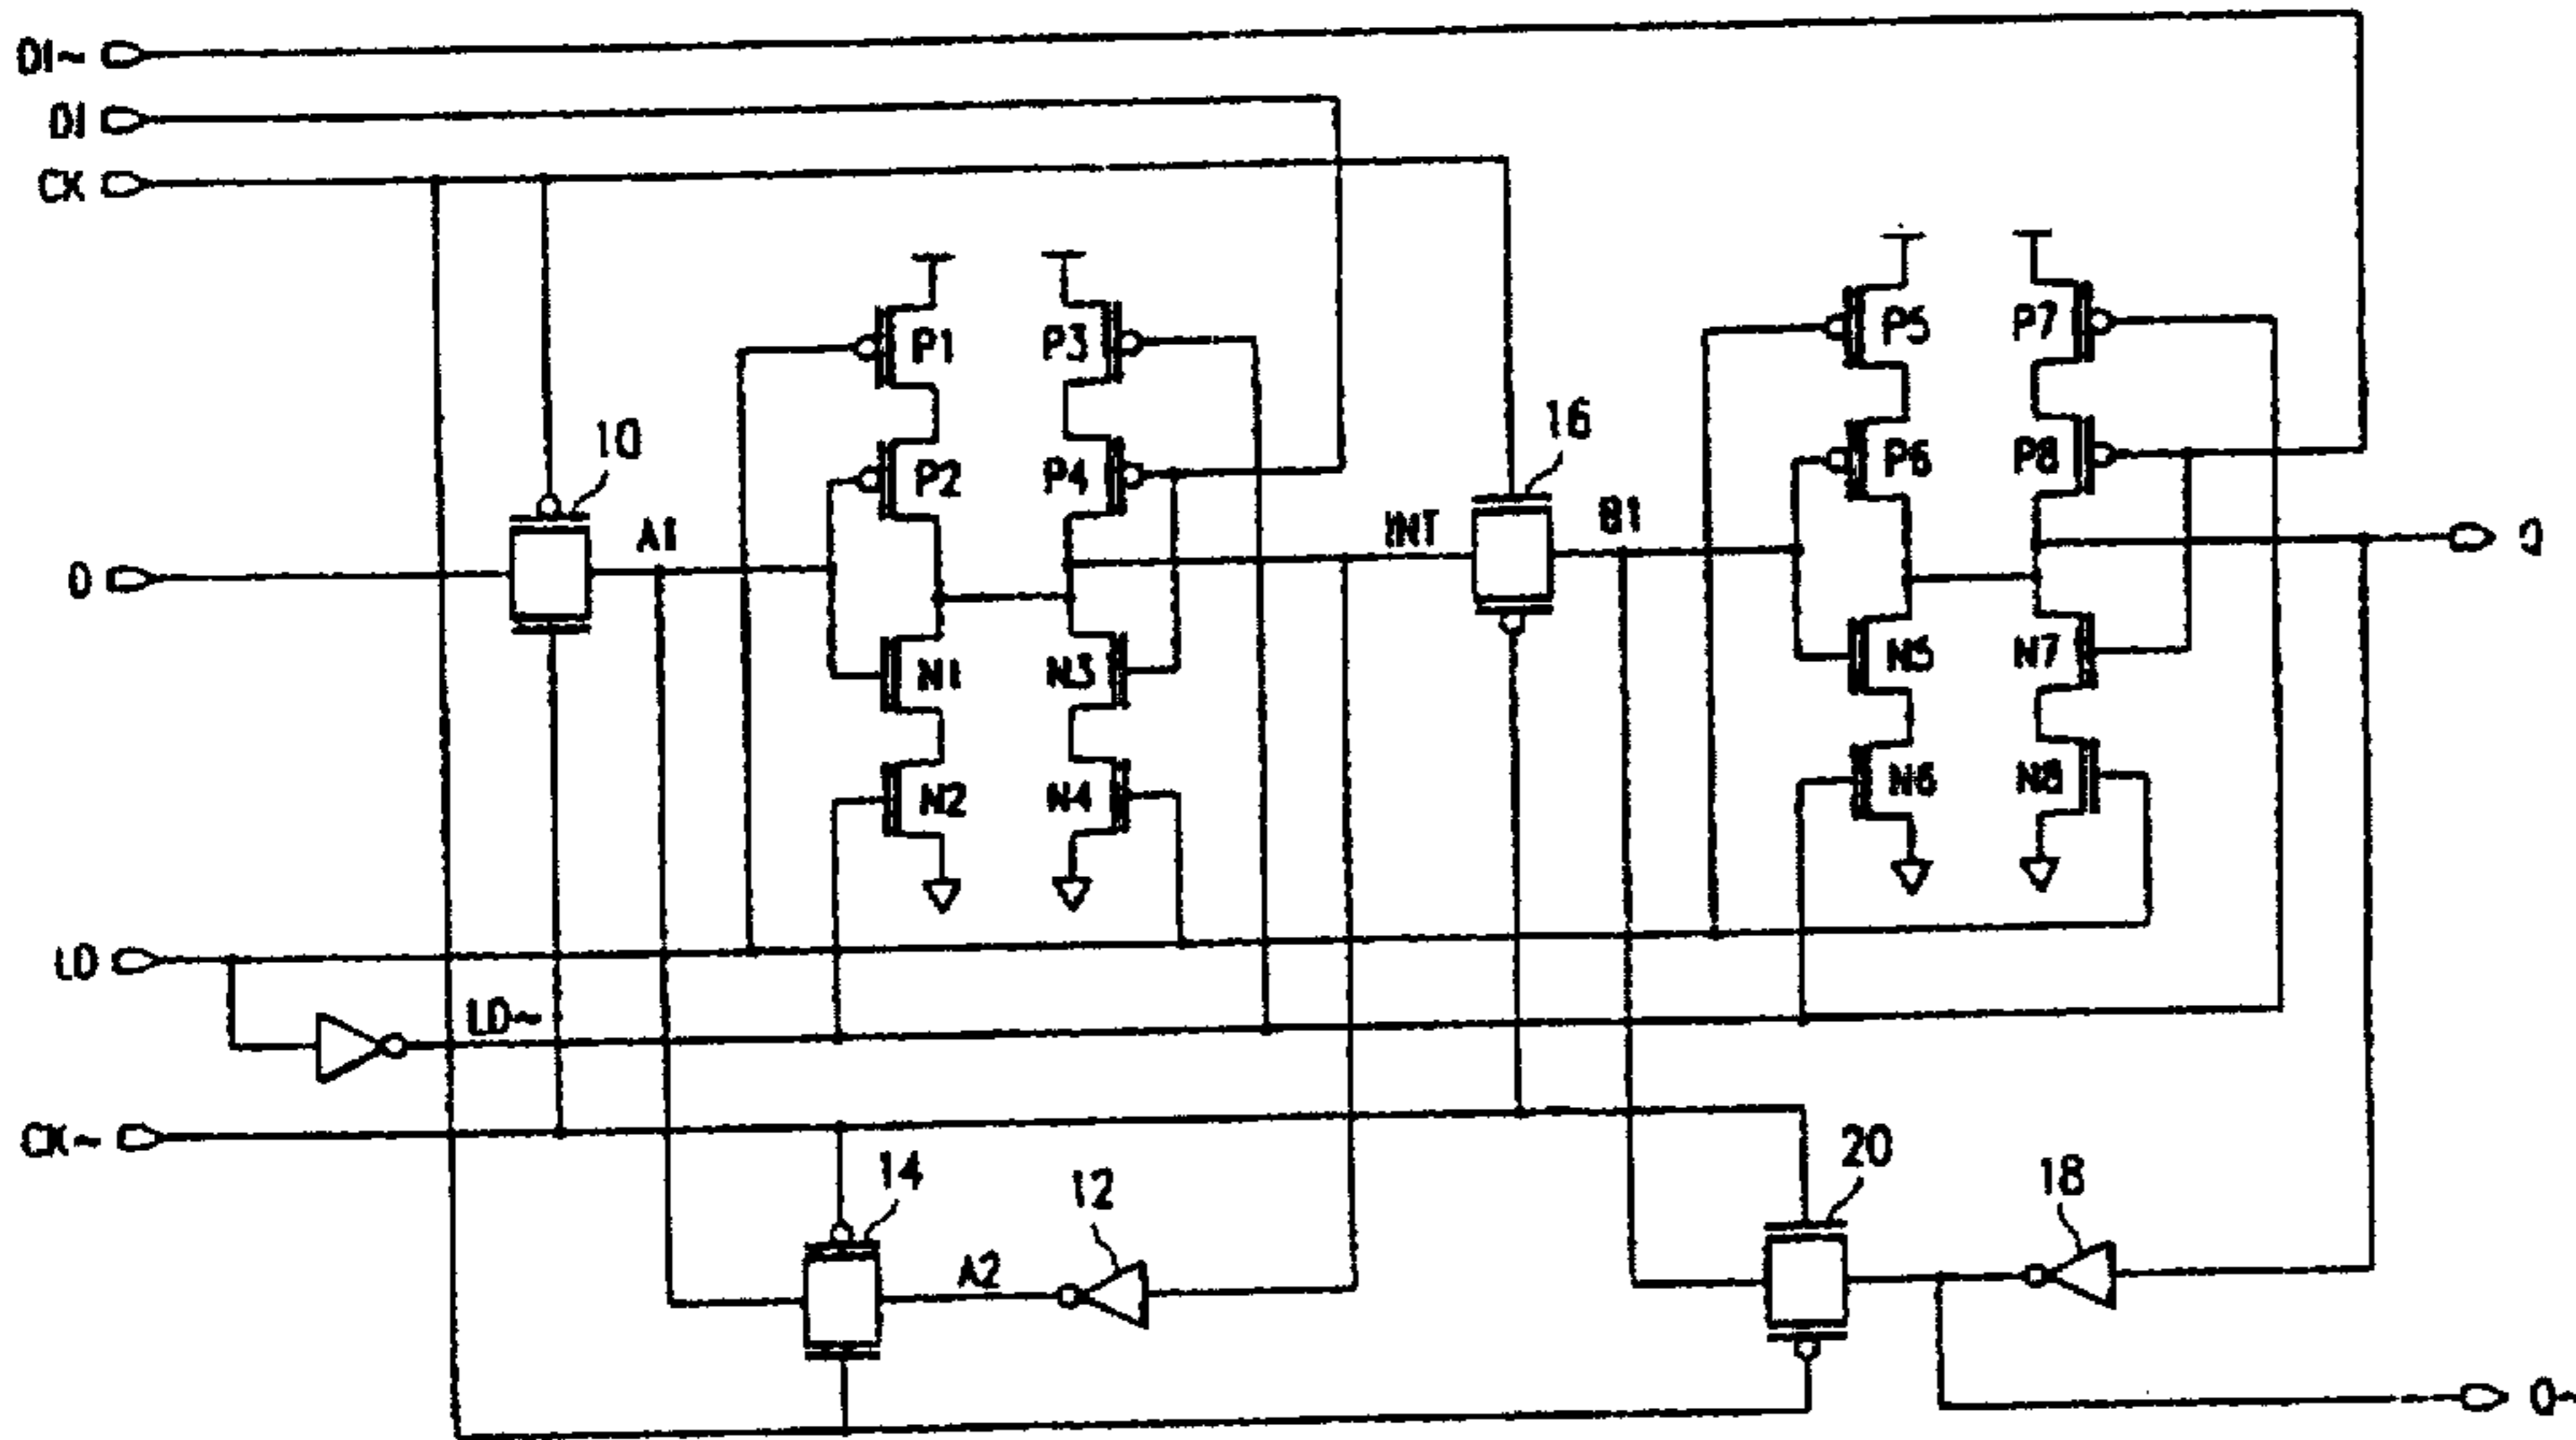 DI~
DI
CK
P1
P3
P5
P7
10
16
P2
P4
P6
P8
A1
INT
B1
D
Q
N1
N3
N5
N7
N2
N4
N6
N8
LD
LD~
CK~
14
12
20
18
A2
Q~